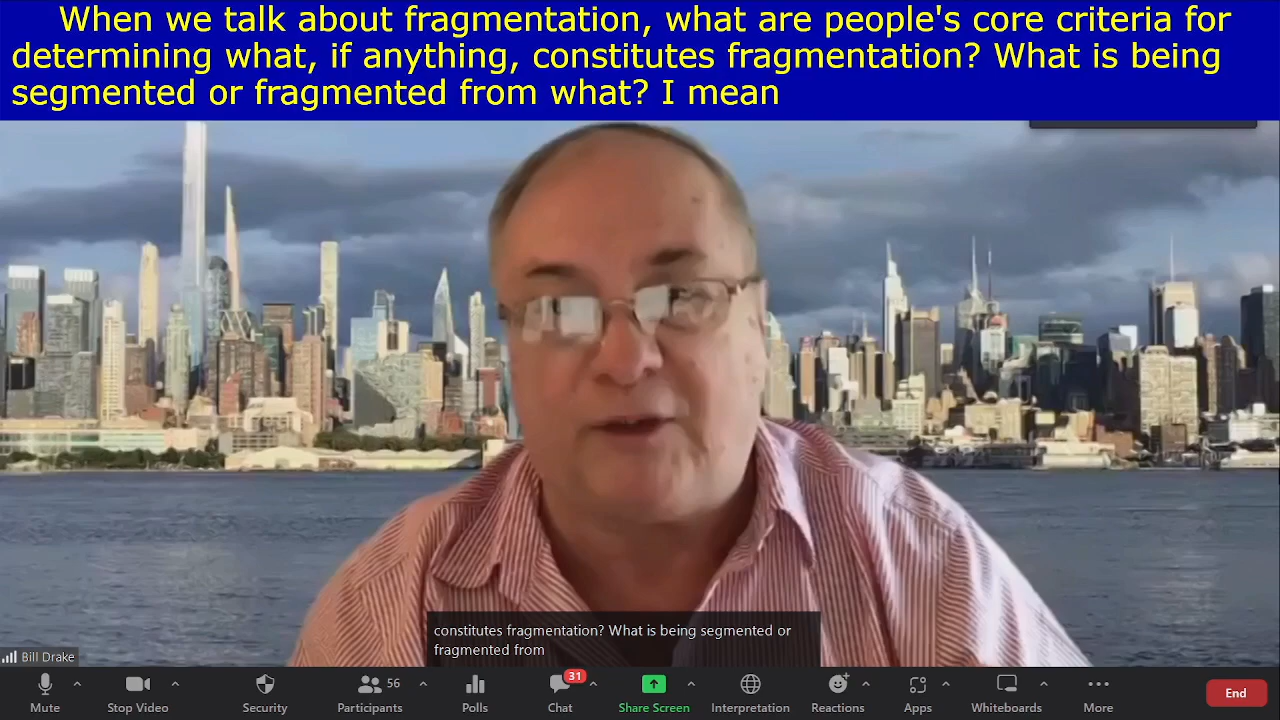 When we talk about fragmentation, what are people's core criteria for
determining what, if anything, constitutes fragmentation? What is being
segmented or fragmented from what? I mean
constitutes fragmentation? What is being segmented or
fragmented from
Bill Drake
31
56
Mute
Stop Video
Security
Participants
Polls
Chat
Share Screen
Interpretation
Reactions
Apps
Whiteboards
More
End